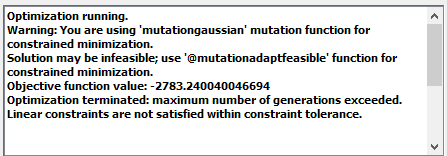 Optimization running.
Warning: You are using 'mutationgaussian' mutation function for
constrained minimization.
Solution may be infeasible; use '@mutationadaptfeasible' function for
constrained minimization.
Objective function value: -2783.240040046694
Optimization terminated: maximum number of generations exceeded.
Linear constraints are not satisfied within constraint tolerance.